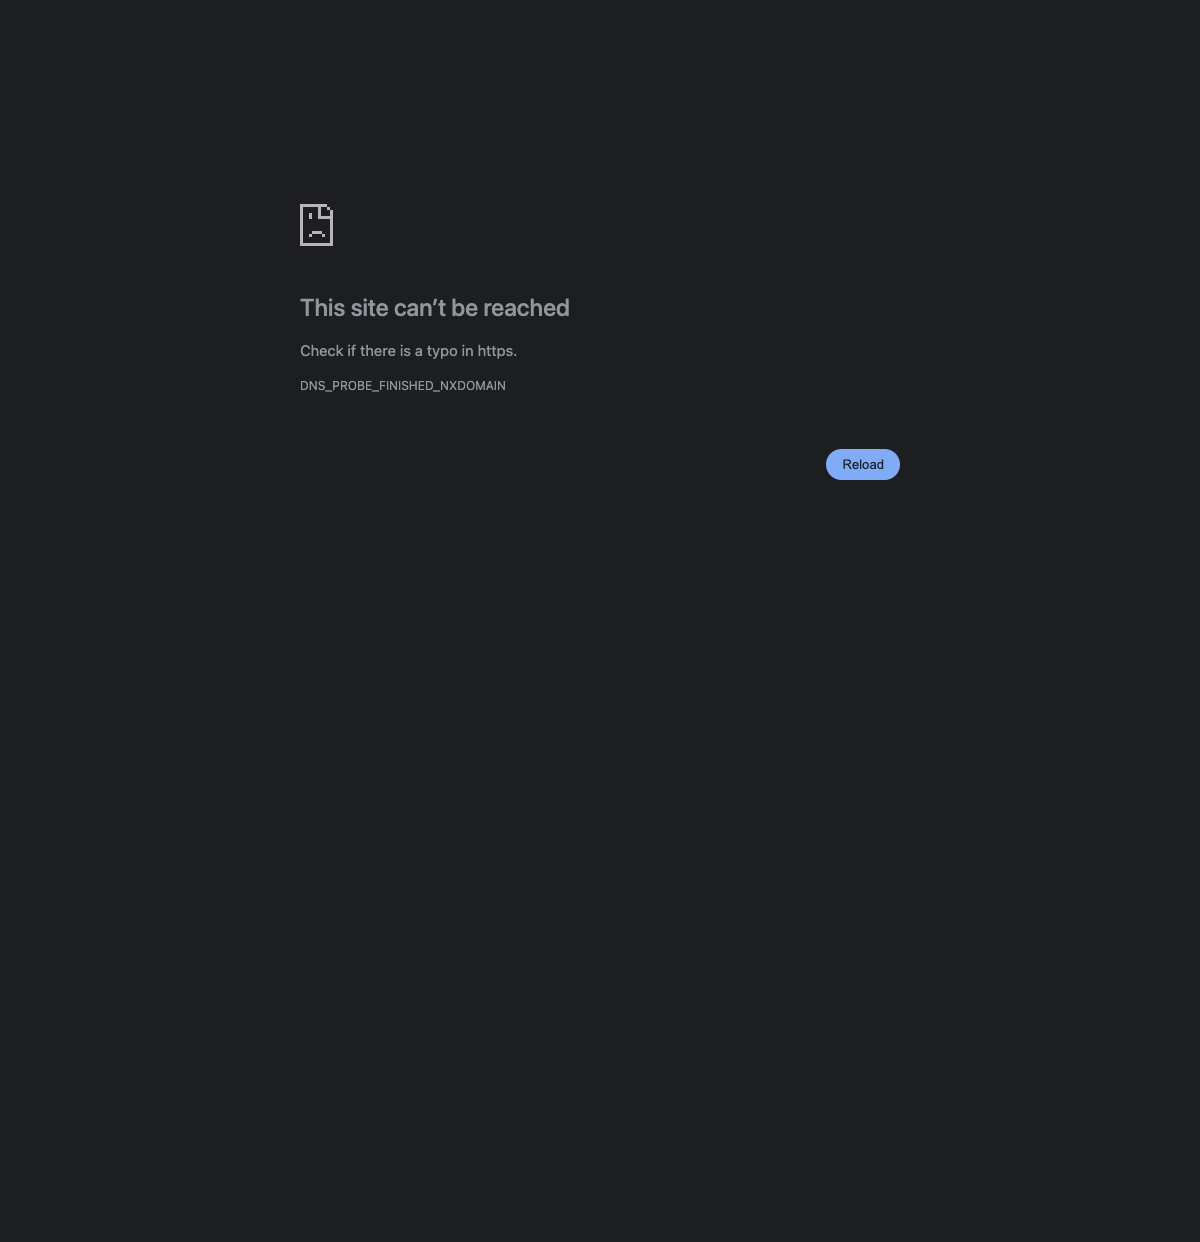 This site can’t be reached
Check if there is a typo in https.
DNS_PROBE_FINISHED_NXDOMAIN
Reload